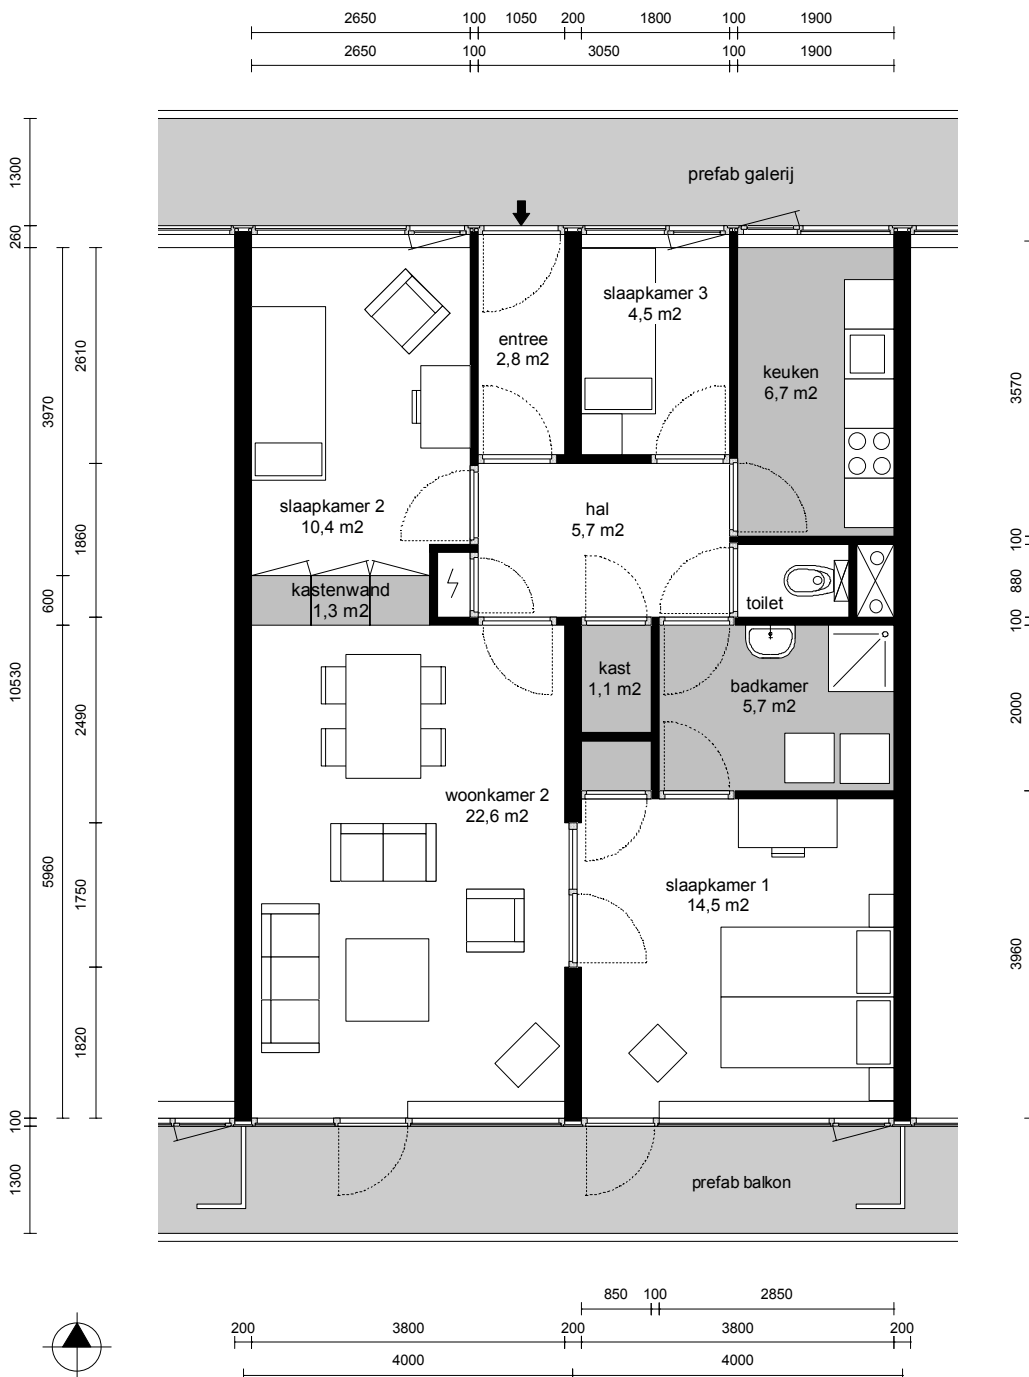 2650 100 1050 200 1800 100 1900
2650 100 3050 100 1900
prefab galerij
1300
260
3970
600
10530
5960
100
1300
2610
1860
2490
1750
1820
3570
100
880
100
2000
3960
slaapkamer 3
4,5 m2
entree
2,8 m2
keuken
6,7 m2
slaapkamer 2
10,4 m2
hal
5,7 m2
kastenwand
1,3 m2
toilet
kast
1,1 m2
badkamer
5,7 m2
woonkamer 2
22,6 m2
slaapkamer 1
14,5 m2
prefab balkon
850 100 2850
200 3800 200 3800 200
4000 4000